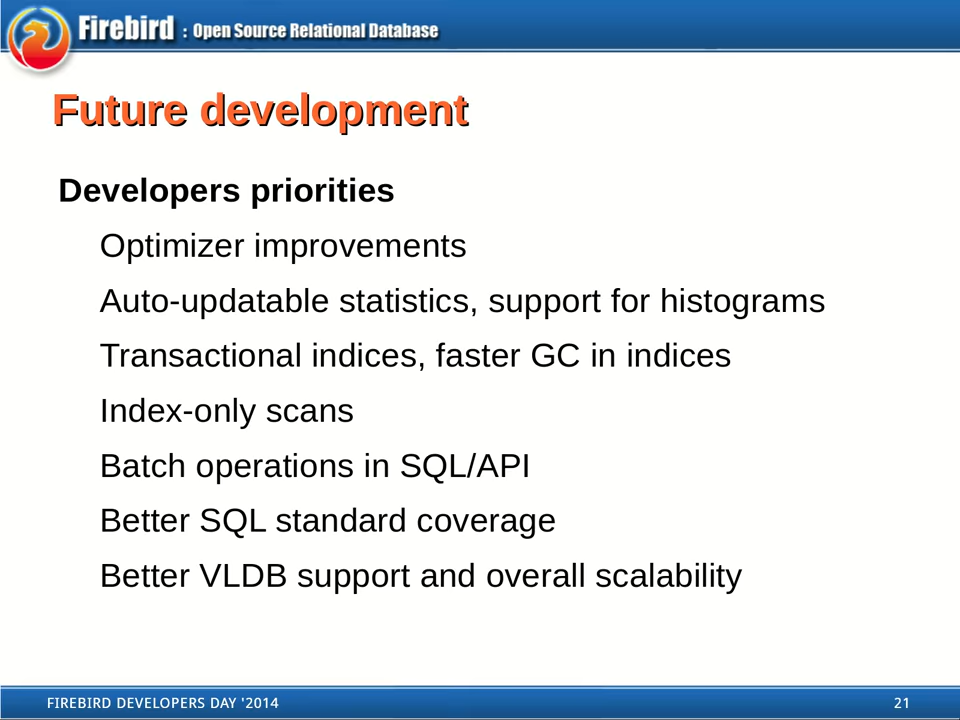 Firebird : Open Source Relational Database
Future development
Developers priorities
Optimizer improvements
Auto-updatable statistics, support for histograms
Transactional indices, faster GC in indices
Index-only scans
Batch operations in SQL/API
Better SQL standard coverage
Better VLDB support and overall scalability
FIREBIRD DEVELOPERS DAY '2014 21